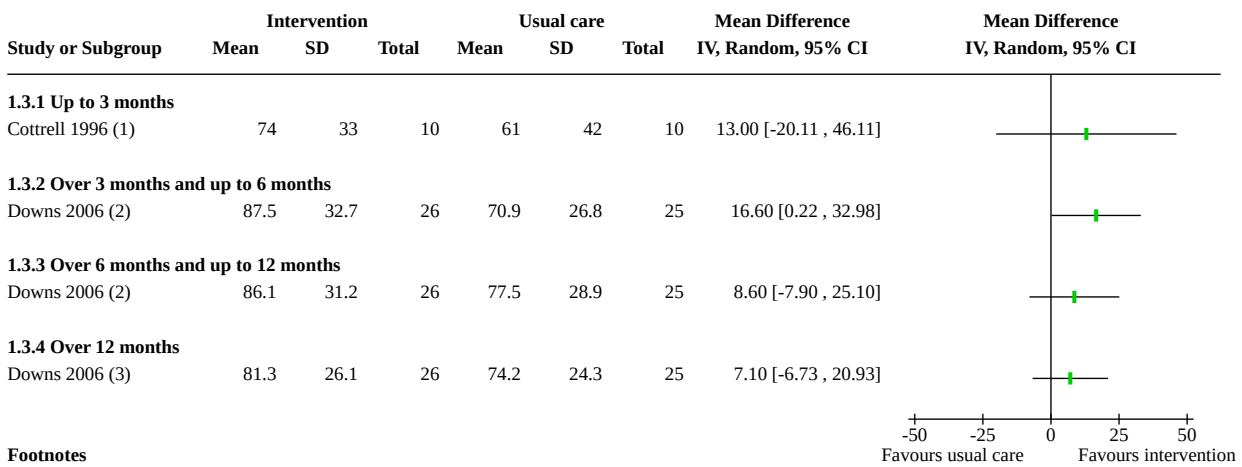 Intervention Usual care Mean Difference Mean Difference
Study or Subgroup Mean SD Total Mean SD Total IV, Random, 95% CI IV, Random, 95% CI
1.3.1 Up to 3 months
Cottrell 1996 (1) 74 33 10 61 42 10 13.00 [-20.11 , 46.11]
1.3.2 Over 3 months and up to 6 months
Downs 2006 (2) 87.5 32.7 26 70.9 26.8 25 16.60 [0.22 , 32.98]
1.3.3 Over 6 months and up to 12 months
Downs 2006 (2) 86.1 31.2 26 77.5 28.9 25 8.60 [-7.90 , 25.10]
1.3.4 Over 12 months
Downs 2006 (3) 81.3 26.1 26 74.2 24.3 25 7.10 [-6.73 , 20.93]
-50 -25 0 25 50
Footnotes Favours usual care Favours intervention